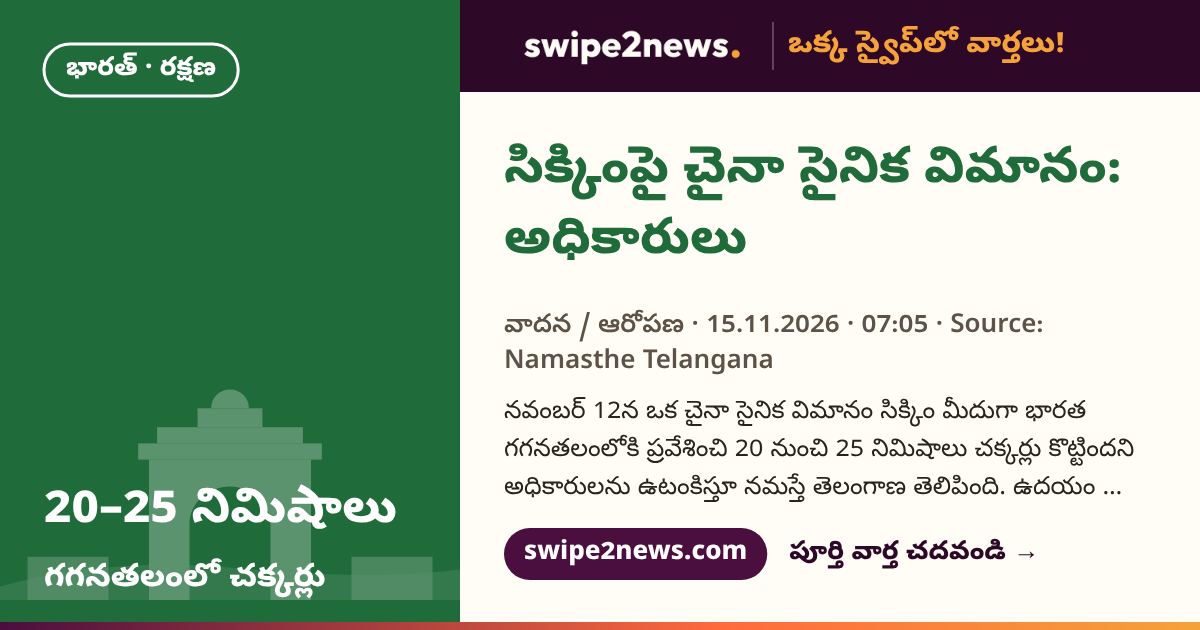 భారత్ · రక్షణ
swipe2news.
ఒక్క స్వైప్‌లో వార్తలు!
సిక్కింపై చైనా సైనిక విమానం:
అధికారులు
వాదన / ఆరోపణ · 15.11.2026 · 07:05 · Source:
Namasthe Telangana
నవంబర్ 12న ఒక చైనా సైనిక విమానం సిక్కిం మీదుగా భారత
గగనతలంలోకి ప్రవేశించి 20 నుంచి 25 నిమిషాలు చక్కర్లు కొట్టిందని
అధికారులను ఉటంకిస్తూ నమస్తే తెలంగాణ తెలిపింది. ఉదయం ...
20–25 నిమిషాలు
గగనతలంలో చక్కర్లు
swipe2news.com
పూర్తి వార్త చదవండి →